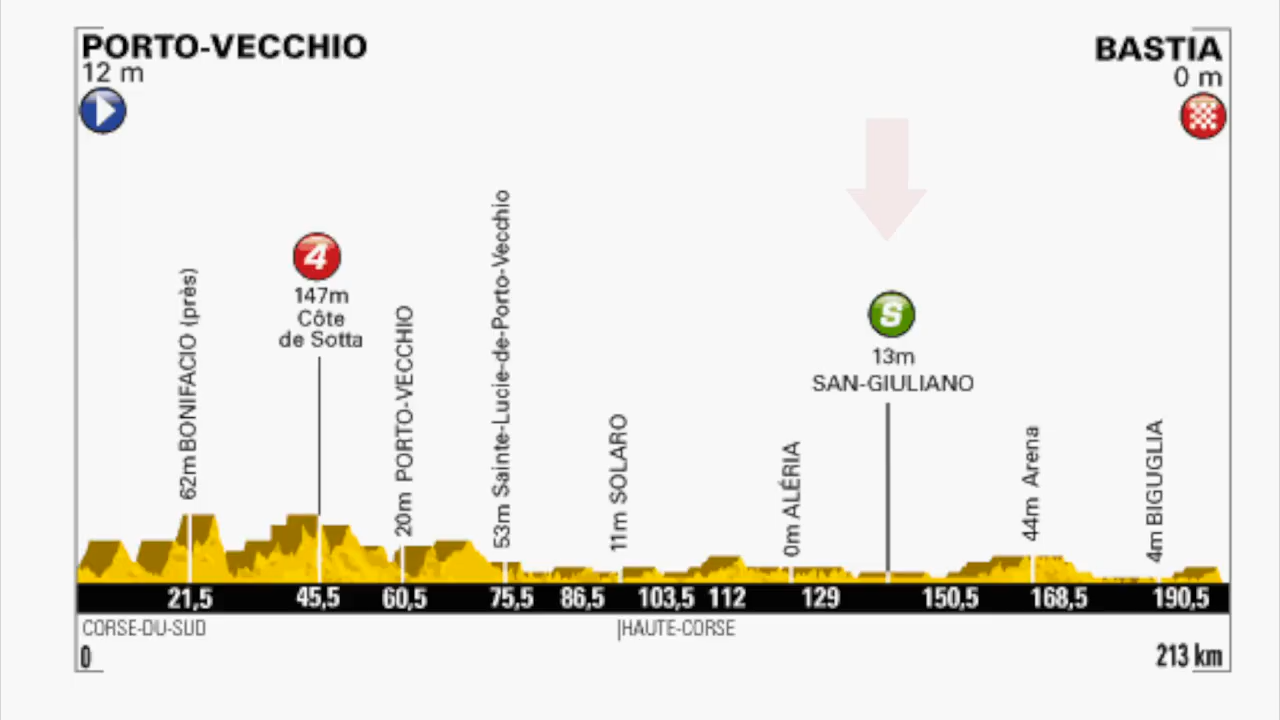 PORTO-VECCHIO
12 m
BASTIA
0 m
62m BONIFACIO (près)
4
147m
Côte
de Sotta
20m PORTO-VECCHIO
53m Sainte-Lucie-de-Porto-Vecchio
11m SOLARO
0m ALÉRIA
S
13m
SAN-GIULIANO
44m Arena
4m BIGUGLIA
21,5 45,5 60,5 75,5 86,5 103,5 112 129 150,5 168,5 190,5
CORSE-DU-SUD |HAUTE-CORSE
0 213 km